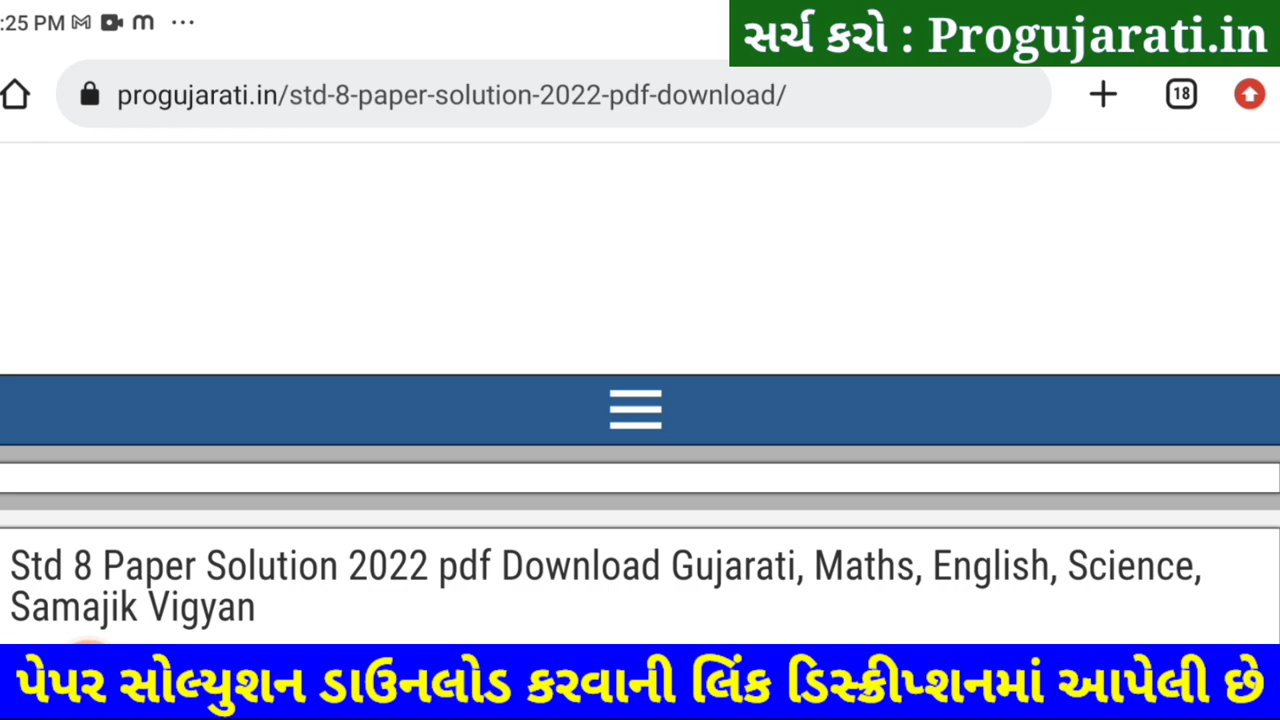 :25 PM
સર્ચ કરો : Progujarati.in
progujarati.in/std-8-paper-solution-2022-pdf-download/
18
Std 8 Paper Solution 2022 pdf Download Gujarati, Maths, English, Science,
Samajik Vigyan
પેપર સોલ્યુશન ડાઉનલોડ કરવાની લિંક ડિસ્ક્રીપ્શનમાં આપેલી છે